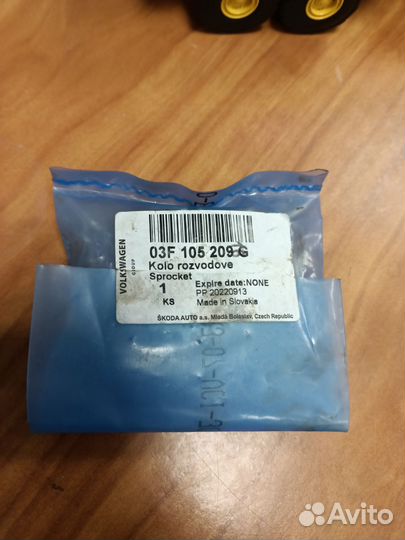 VOLKSWAGEN
GROUP
03F 105 209 G
Kolo rozvodove
Sprocket
1 Expire date:NONE
KS PP 20220913
Made in Slovakia
ŠKODA AUTO a.s. Mladá Boleslav, Czech Republic
Avito